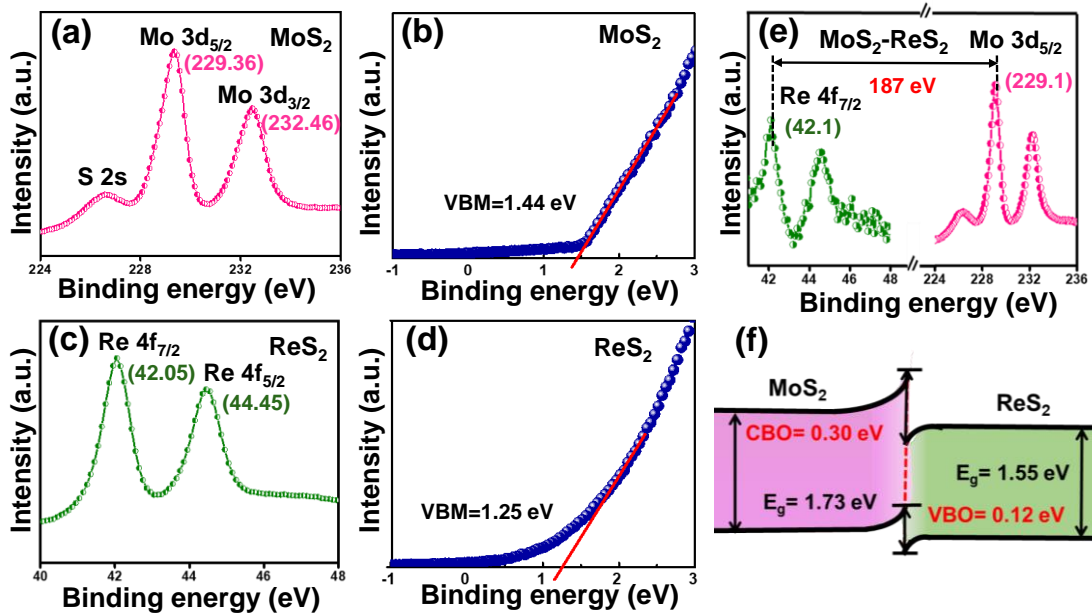 (a)
Mo 3d5/2
(229.36)
MoS2
Mo 3d3/2
(232.46)
S 2s
Intensity (a.u.)
224 227 230 233 236
Binding energy (eV)
(b)
MoS2
VBM=1.44 eV
Intensity (a.u.)
-1 0 1 2 3
Binding energy (eV)
(e)
MoS2-ReS2
Mo 3d5/2
187 eV
(229.1)
Re 4f7/2
(42.1)
Intensity (a.u.)
42 44 46 48 224 228 232 236
Binding energy (eV)
(c)
Re 4f7/2
(42.05)
ReS2
Re 4f5/2
(44.45)
Intensity (a.u.)
40 42 44 46 48
Binding energy (eV)
(d)
ReS2
VBM=1.25 eV
Intensity (a.u.)
-1 0 1 2 3
Binding energy (eV)
(f)
MoS2
ReS2
CBO= 0.30 eV
Eg= 1.55 eV
Eg= 1.73 eV
VBO= 0.12 eV